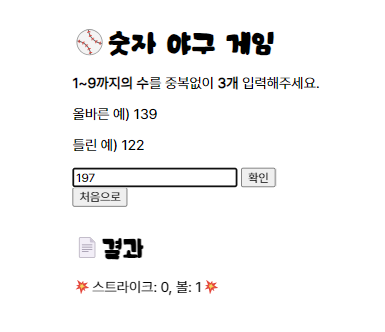 숫자 야구 게임
1~9까지의 수를 중복없이 3개 입력해주세요.
올바른 예) 139
틀린 예) 122
197 확인
처음으로
결과
스트라이크: 0, 볼: 1